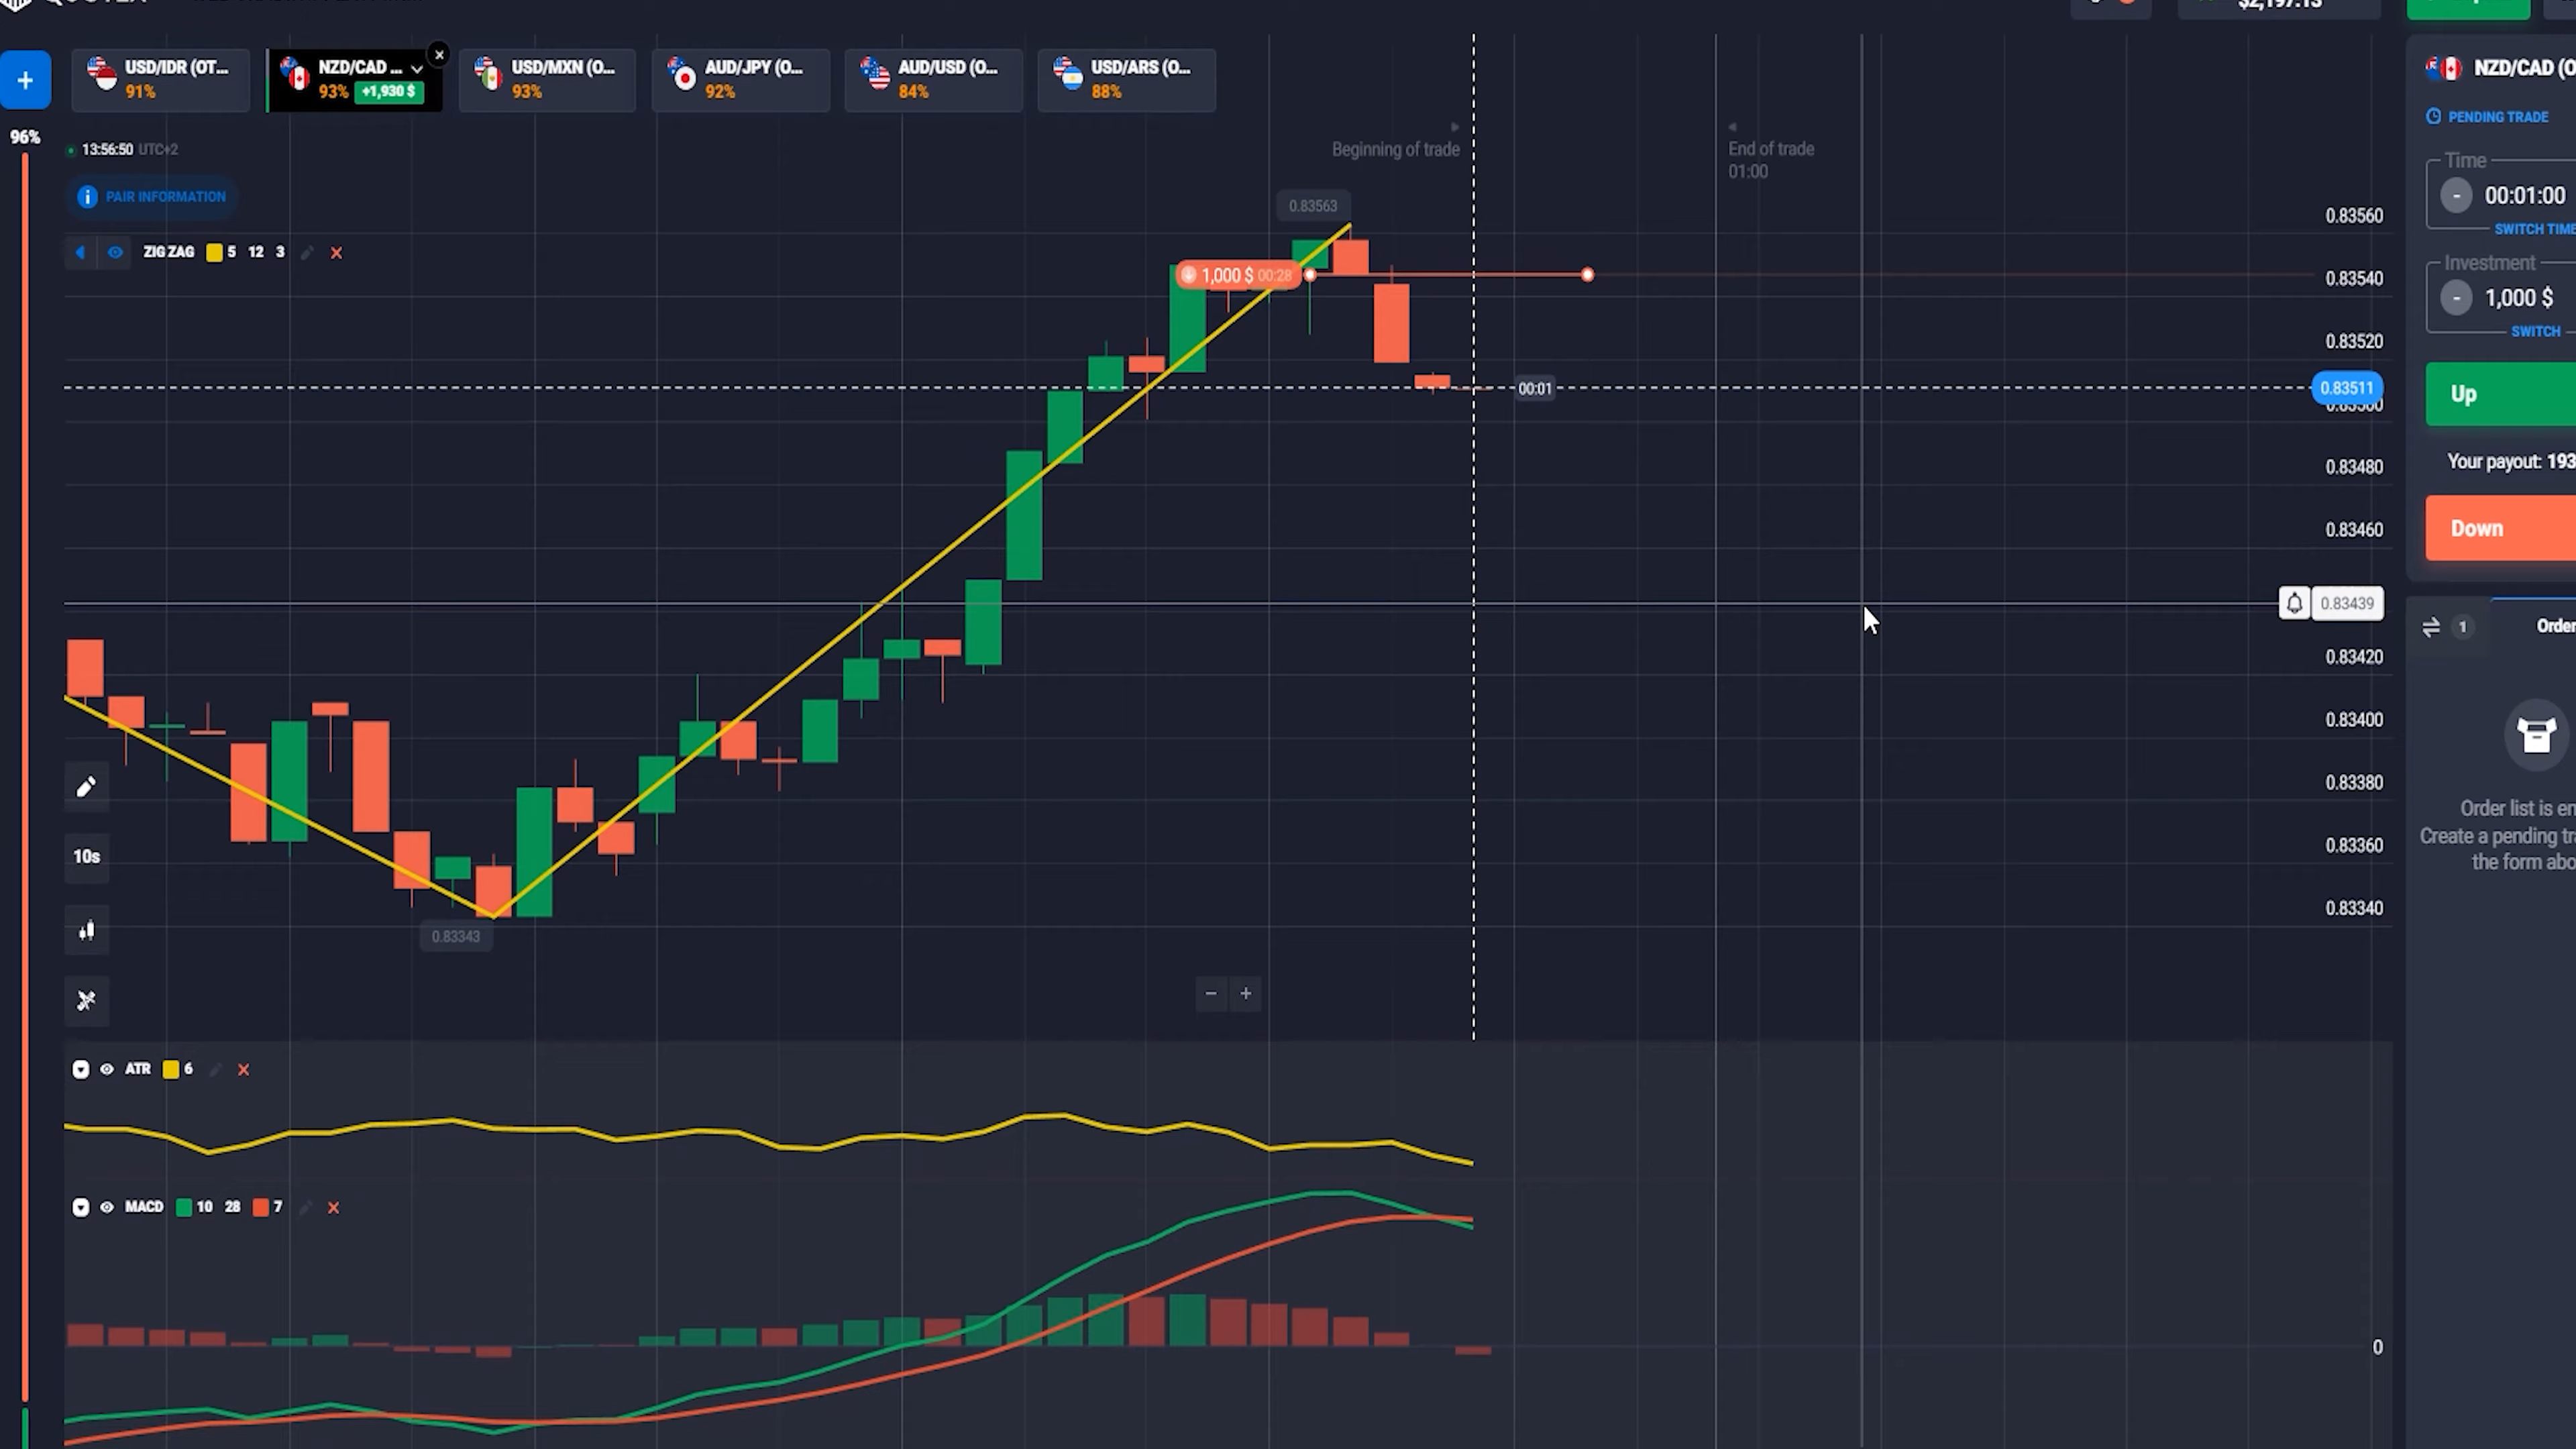 $2,197.13
USD/IDR (OT...
91%
NZD/CAD ...
93% +1,930 $
USD/MXN (O...
93%
AUD/JPY (O...
92%
AUD/USD (O...
84%
USD/ARS (O...
88%
NZD/CAD (O
96%
PENDING TRADE
13:56:50 UTC+2
Beginning of trade
End of trade
01:00
Time
00:01:00
SWITCH TIME
PAIR INFORMATION
0.83563
0.83560
ZIG ZAG 5 12 3
Investment
1,000 $
SWITCH
1,000 $ 00:28
0.83540
0.83520
00:01
0.83511
Up
Your payout: 193
0.83480
Down
0.83460
0.83439
1
Order
0.83420
0.83400
0.83380
Order list is em
Create a pending tra
the form abo
10s
0.83360
0.83340
0.83343
ATR 6
MACD 10 28 7
0